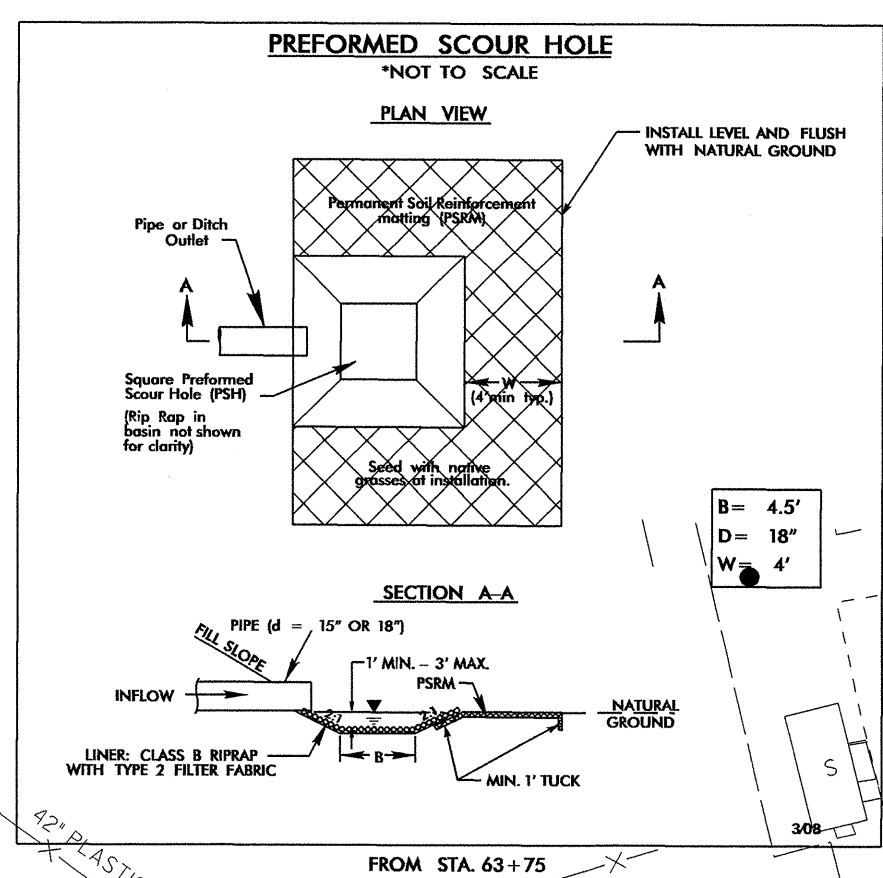 PREFORMED SCOUR HOLE
*NOT TO SCALE
PLAN VIEW
INSTALL LEVEL AND FLUSH
WITH NATURAL GROUND
Permanent Soil Reinforcement
matting (PSRM)
Pipe or Ditch
Outlet
A
A
Square Preformed
Scour Hole (PSH)
(Rip Rap in
basin not shown
for clarity)
W
(4'min typ.)
Seed with native
grasses at installation.
B= 4.5'
D= 18"
W= 4'
SECTION A-A
PIPE (d = 15" OR 18")
FILL SLOPE
1' MIN. - 3' MAX.
PSRM
INFLOW
2:1
2:1
NATURAL
GROUND
B
LINER: CLASS B RIPRAP
WITH TYPE 2 FILTER FABRIC
MIN. 1' TUCK
S
3/08
42" PLASTIC
FROM STA. 63+75